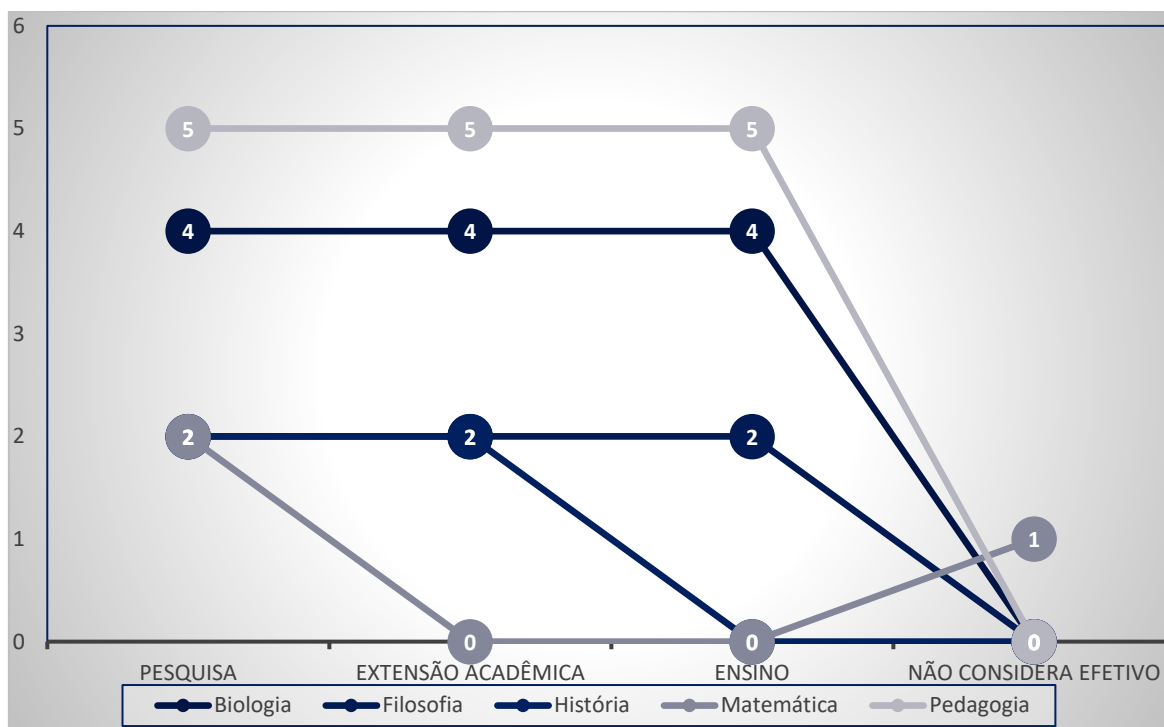 6
5
5 5 5
4
4 4 4
3
2
2 2 2
1
1
0
0 0 0
PESQUISA EXTENSÃO ACADÊMICA ENSINO NÃO CONSIDERA EFETIVO
Biologia Filosofia História Matemática Pedagogia